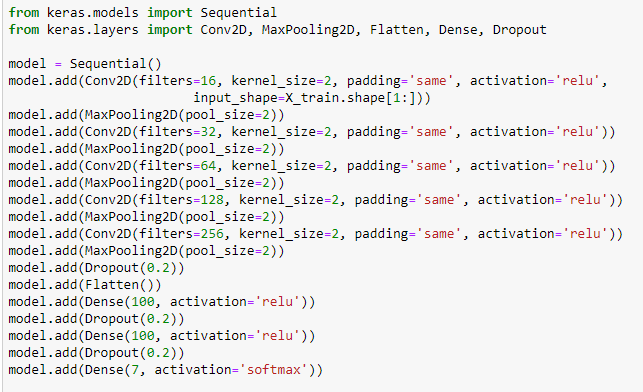 from keras.models import Sequential
from keras.layers import Conv2D, MaxPooling2D, Flatten, Dense, Dropout

model = Sequential()
model.add(Conv2D(filters=16, kernel_size=2, padding='same', activation='relu',
                        input_shape=X_train.shape[1:]))
model.add(MaxPooling2D(pool_size=2))
model.add(Conv2D(filters=32, kernel_size=2, padding='same', activation='relu'))
model.add(MaxPooling2D(pool_size=2))
model.add(Conv2D(filters=64, kernel_size=2, padding='same', activation='relu'))
model.add(MaxPooling2D(pool_size=2))
model.add(Conv2D(filters=128, kernel_size=2, padding='same', activation='relu'))
model.add(MaxPooling2D(pool_size=2))
model.add(Conv2D(filters=256, kernel_size=2, padding='same', activation='relu'))
model.add(MaxPooling2D(pool_size=2))
model.add(Dropout(0.2))
model.add(Flatten())
model.add(Dense(100, activation='relu'))
model.add(Dropout(0.2))
model.add(Dense(100, activation='relu'))
model.add(Dropout(0.2))
model.add(Dense(7, activation='softmax'))